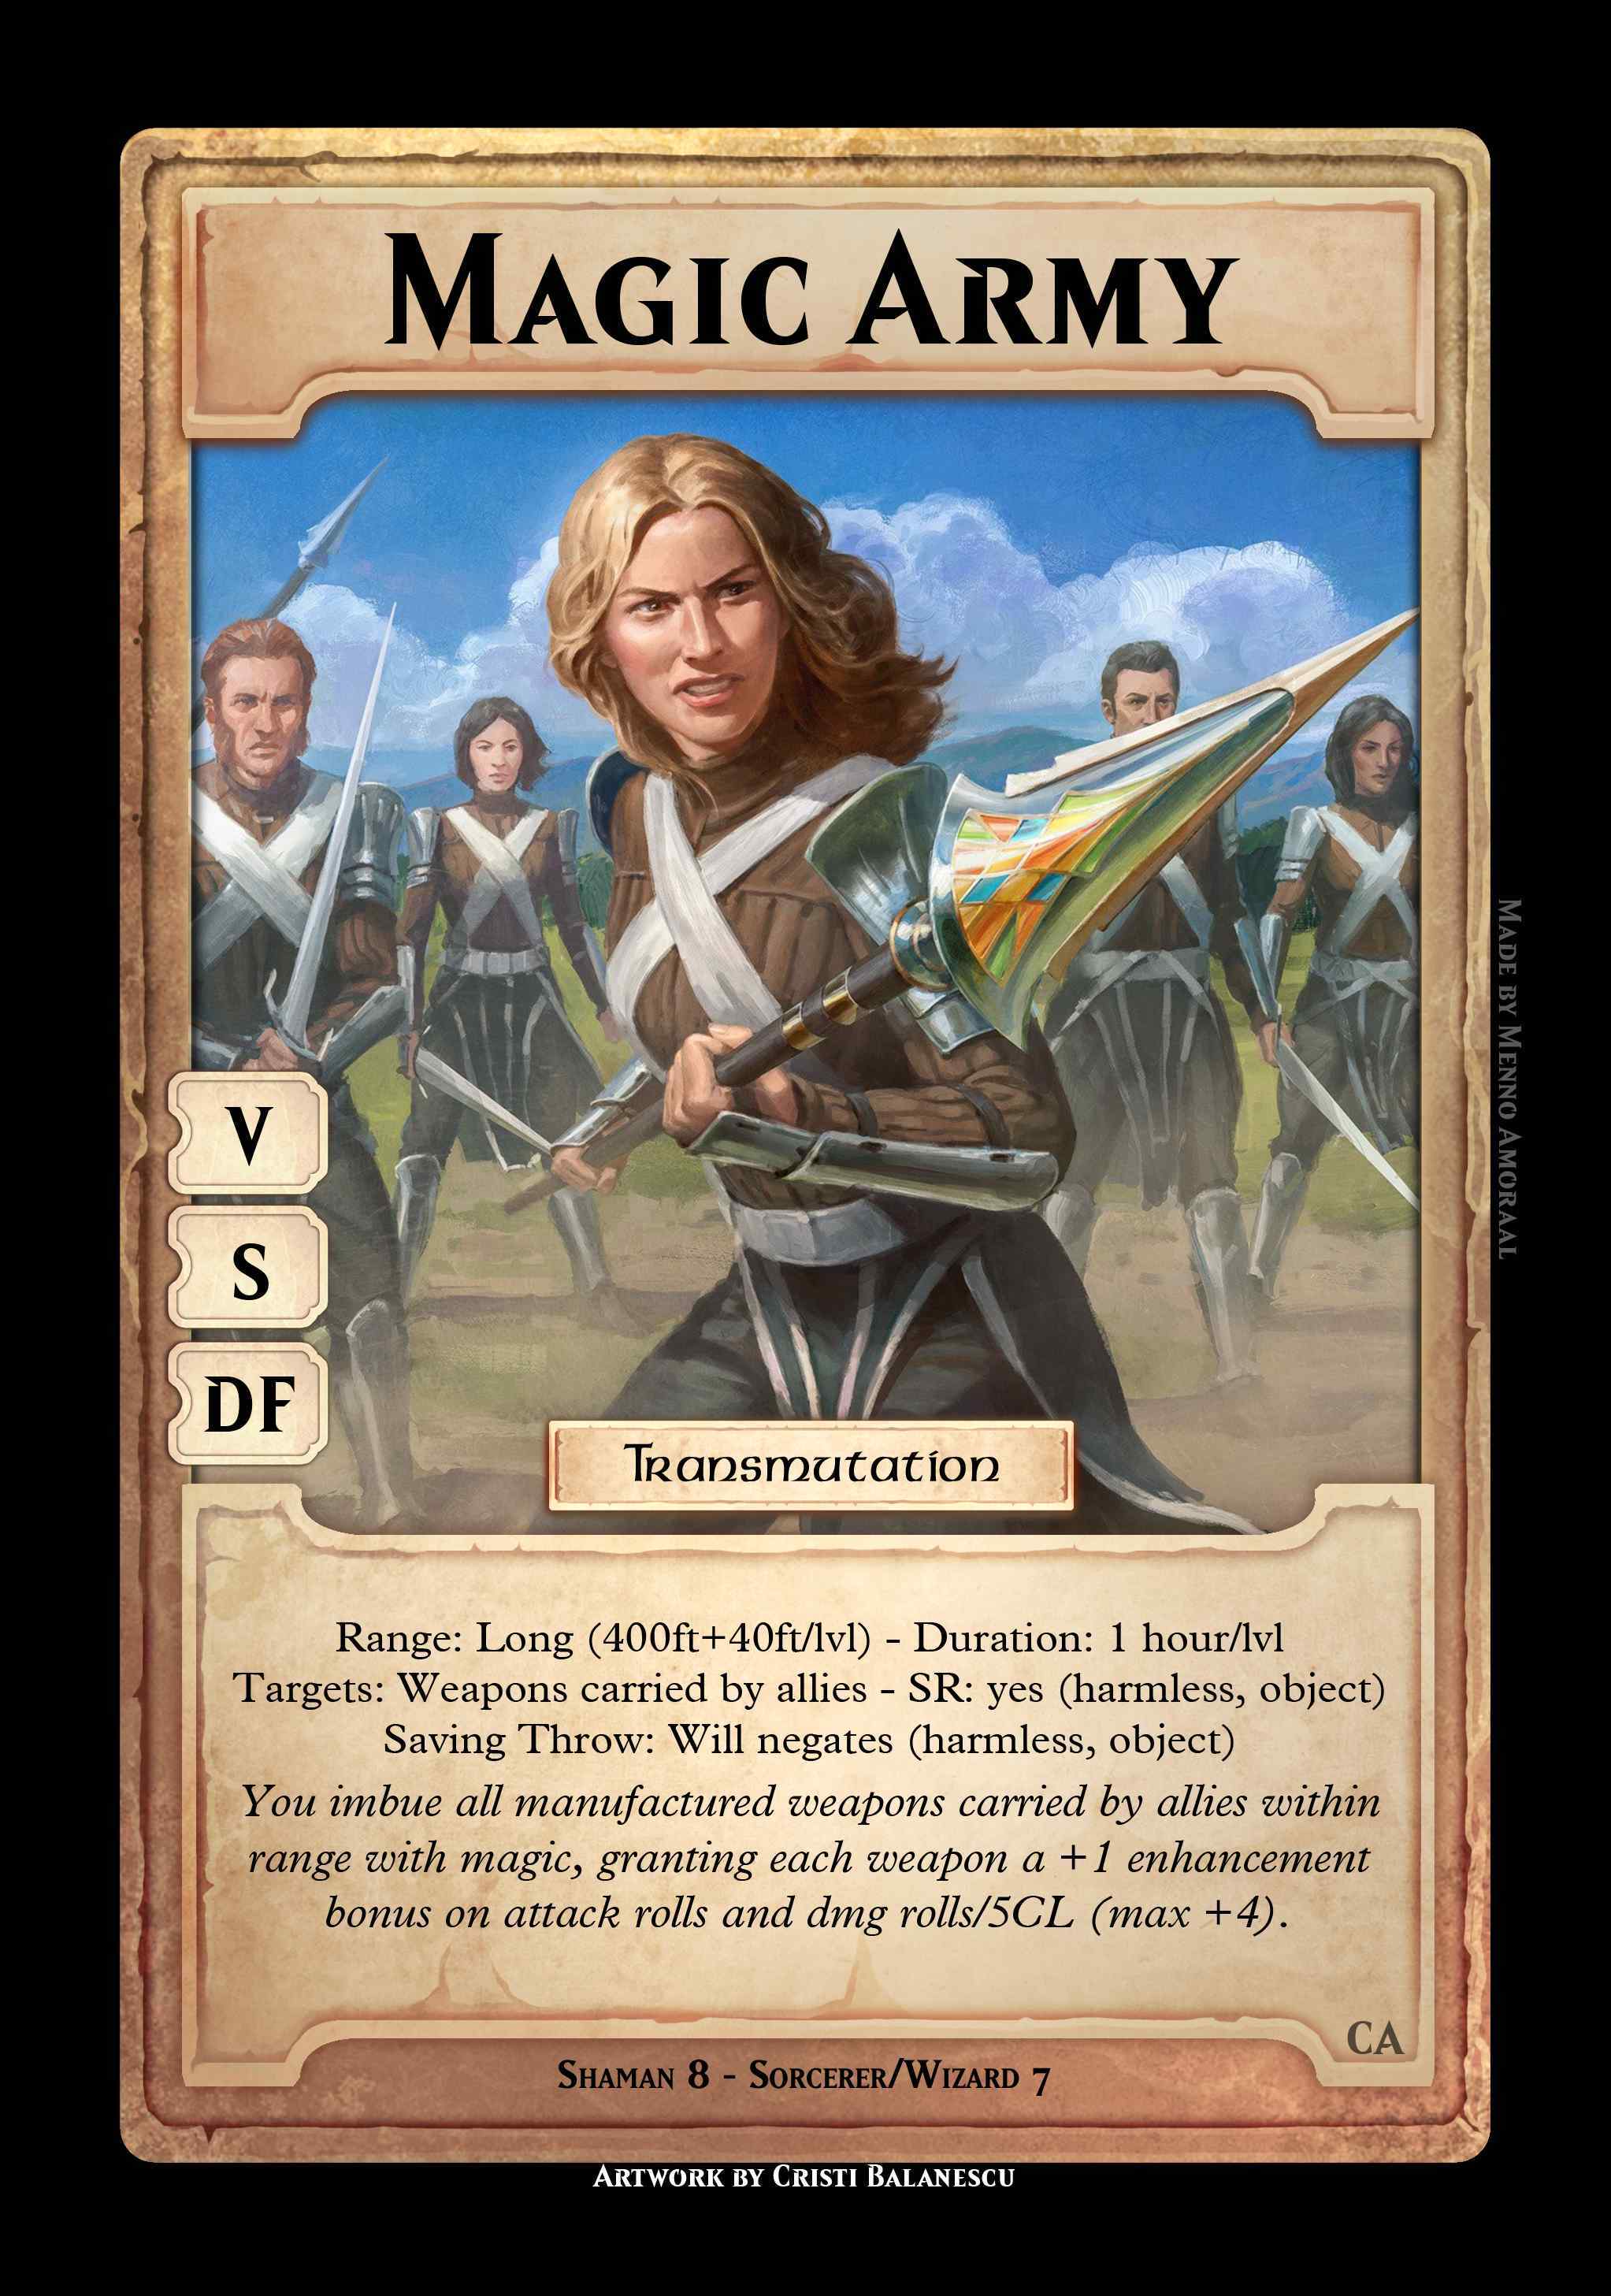 Magic Army
V
S
DF
Transmutation
Range: Long (400ft+40ft/lvl) - Duration: 1 hour/lvl
Targets: Weapons carried by allies - SR: yes (harmless, object)
Saving Throw: Will negates (harmless, object)
You imbue all manufactured weapons carried by allies within
range with magic, granting each weapon a +1 enhancement
bonus on attack rolls and dmg rolls/5CL (max +4).
CA
Shaman 8 - Sorcerer/Wizard 7
Artwork by Cristi Balanescu
Made by Menno Amoraal